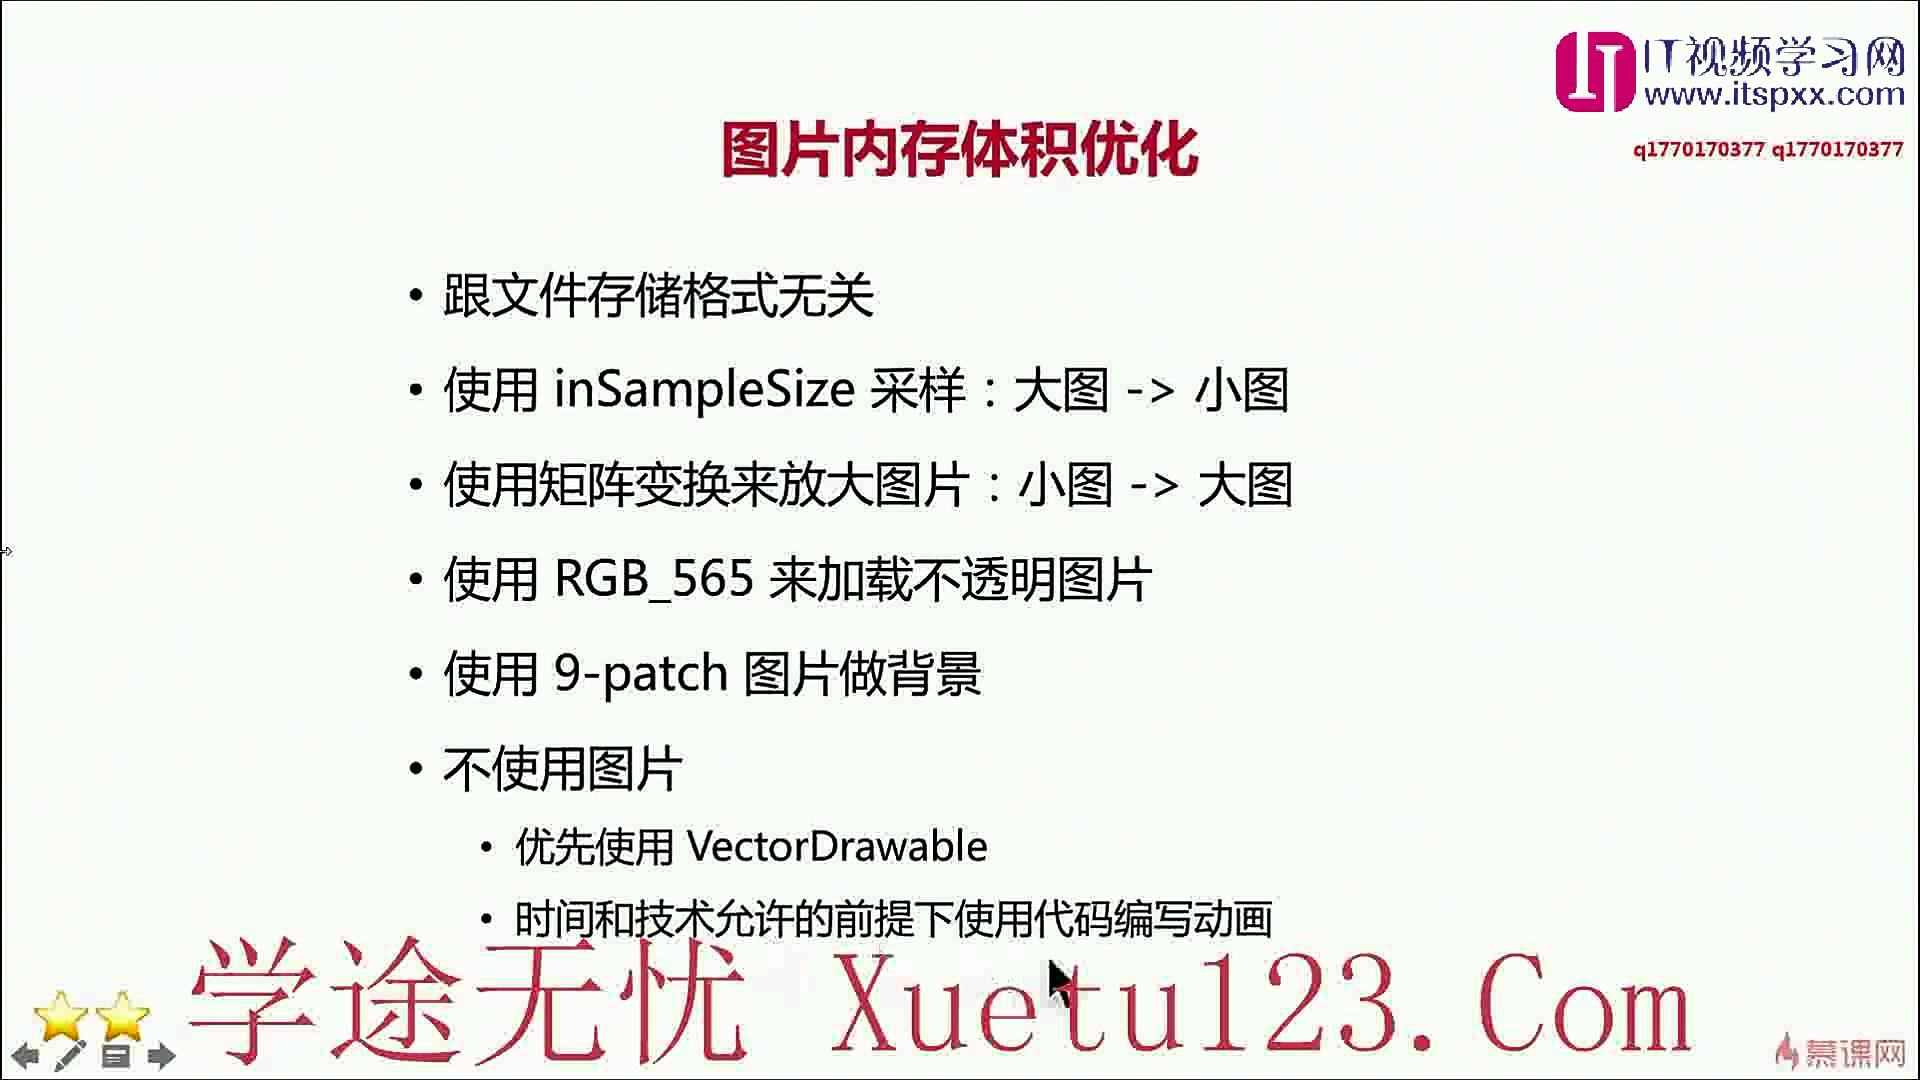 IT视频学习网
www.itspxx.com
q1770170377 q1770170377
图片内存体积优化
• 跟文件存储格式无关
• 使用 inSampleSize 采样：大图 -> 小图
• 使用矩阵变换来放大图片：小图 -> 大图
• 使用 RGB_565 来加载不透明图片
• 使用 9-patch 图片做背景
• 不使用图片
• 优先使用 VectorDrawable
• 时间和技术允许的前提下使用代码编写动画
学途无忧 Xuetu123.Com
慕课网